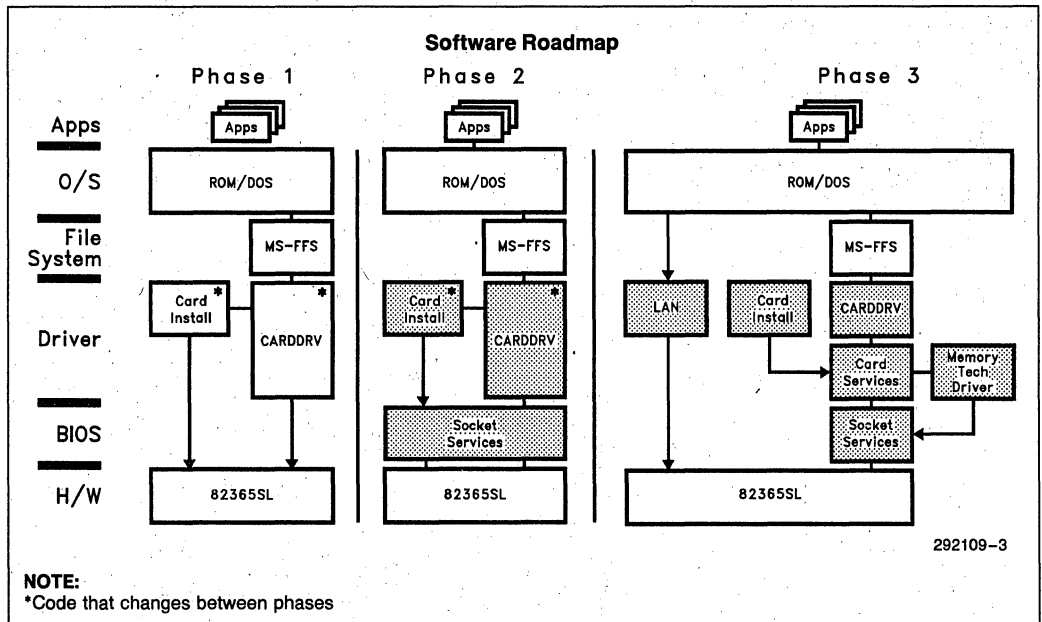 Software Roadmap
Phase 1
Phase 2
Phase 3
Apps
Apps
Apps
Apps
O/S
ROM/DOS
ROM/DOS
ROM/DOS
File
System
MS-FFS
MS-FFS
MS-FFS
Driver
Card
Install
*
CARDDRV
*
Card
Install
*
CARDDRV
*
LAN
Card
Install
CARDDRV
Card
Services
Memory
Tech
Driver
BIOS
Socket
Services
Socket
Services
H/W
82365SL
82365SL
82365SL
292109-3
NOTE:
*Code that changes between phases